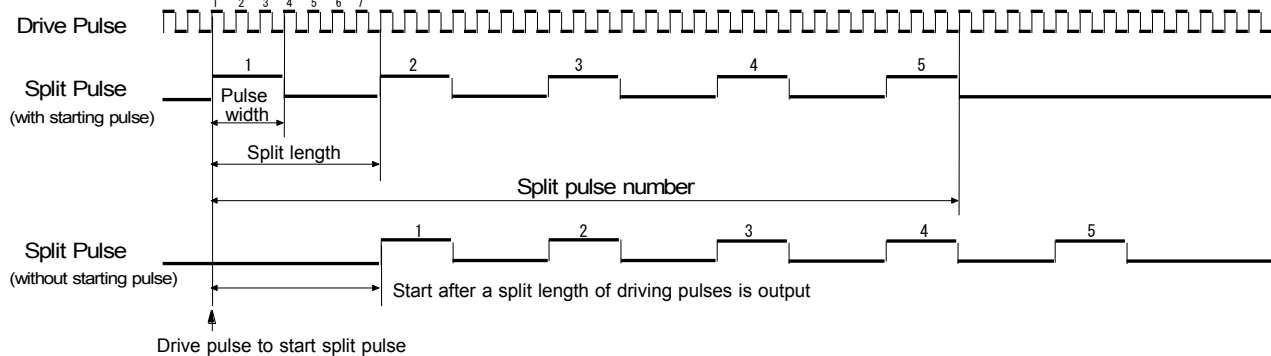 1 2 3 4 5 6 7
Drive Pulse
1 2 3 4 5
Split Pulse
(with starting pulse)
Pulse
width
Split length
Split pulse number
1 2 3 4 5
Split Pulse
(without starting pulse)
Start after a split length of driving pulses is output
Drive pulse to start split pulse